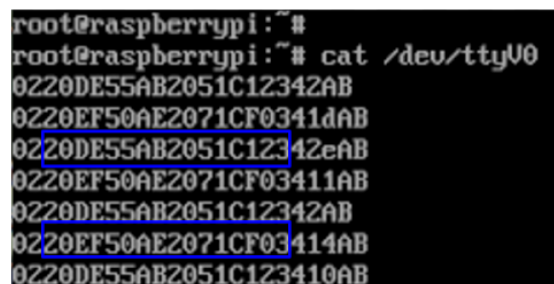 root@raspberrypi:~#
root@raspberrypi:~# cat /dev/ttyV0
0220DE55AB2051C12342AB
0220EF50AE2071CF0341dAB
0220DE55AB2051C12342eAB
0220EF50AE2071CF03411AB
0220DE55AB2051C12342AB
0220EF50AE2071CF03414AB
0220DE55AB2051C123410AB